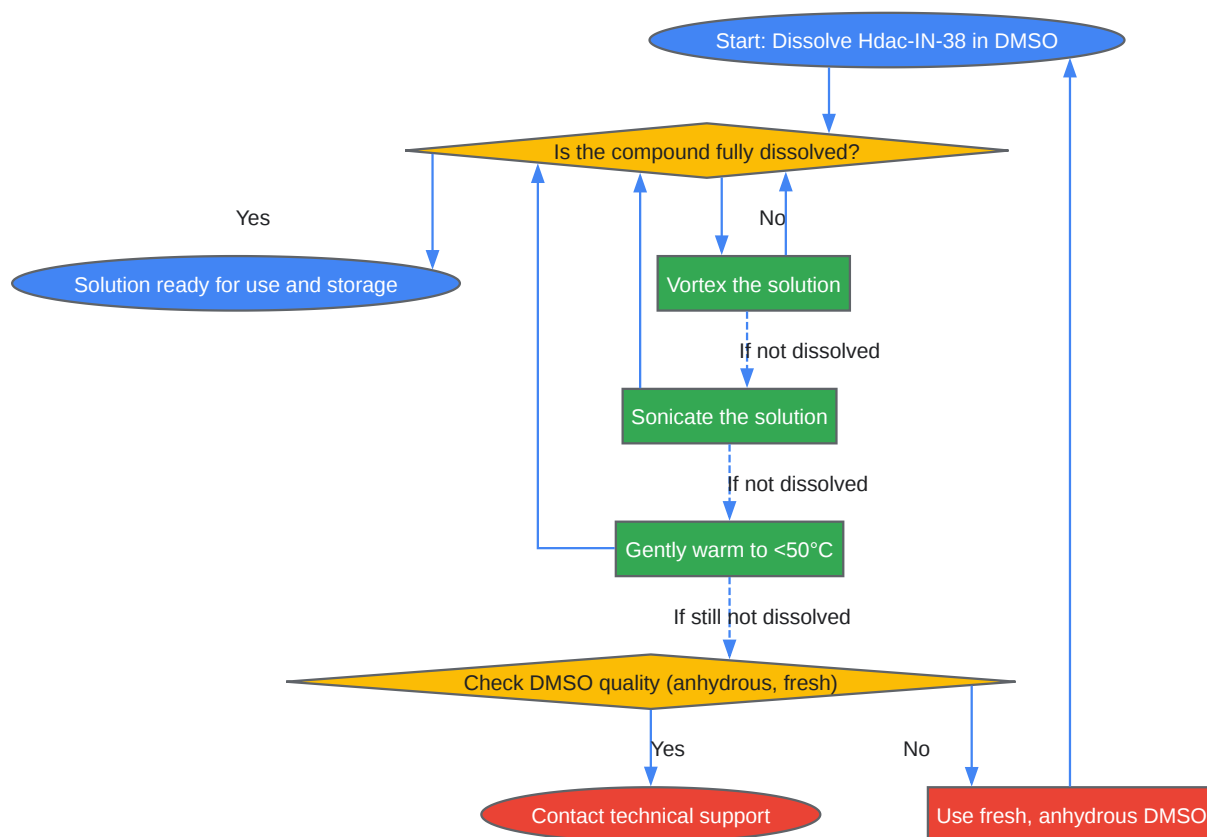 Start: Dissolve Hdac-IN-38 in DMSO
Is the compound fully dissolved?
Yes
No
Solution ready for use and storage
Vortex the solution
If not dissolved
Sonicate the solution
If not dissolved
Gently warm to <50°C
If still not dissolved
Check DMSO quality (anhydrous, fresh)
Yes
No
Contact technical support
Use fresh, anhydrous DMSO